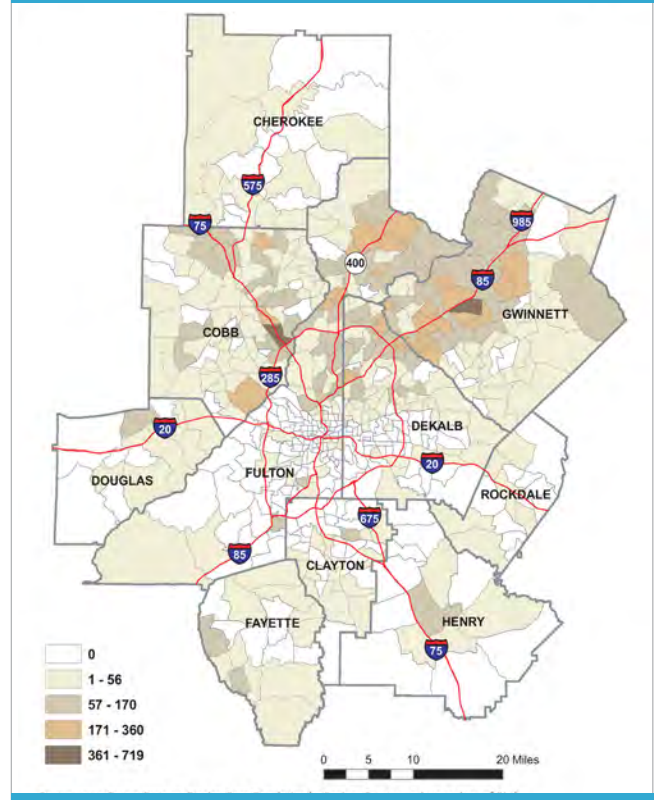 CHEROKEE
575
75
985
400
85
GWINNETT
COBB
285
DEKALB
20
20
DOUGLAS
FULTON
ROCKDALE
675
85
CLAYTON
FAYETTE
HENRY
75
0
1 - 56
57 - 170
171 - 360
361 - 719
0 5 10 20 Miles